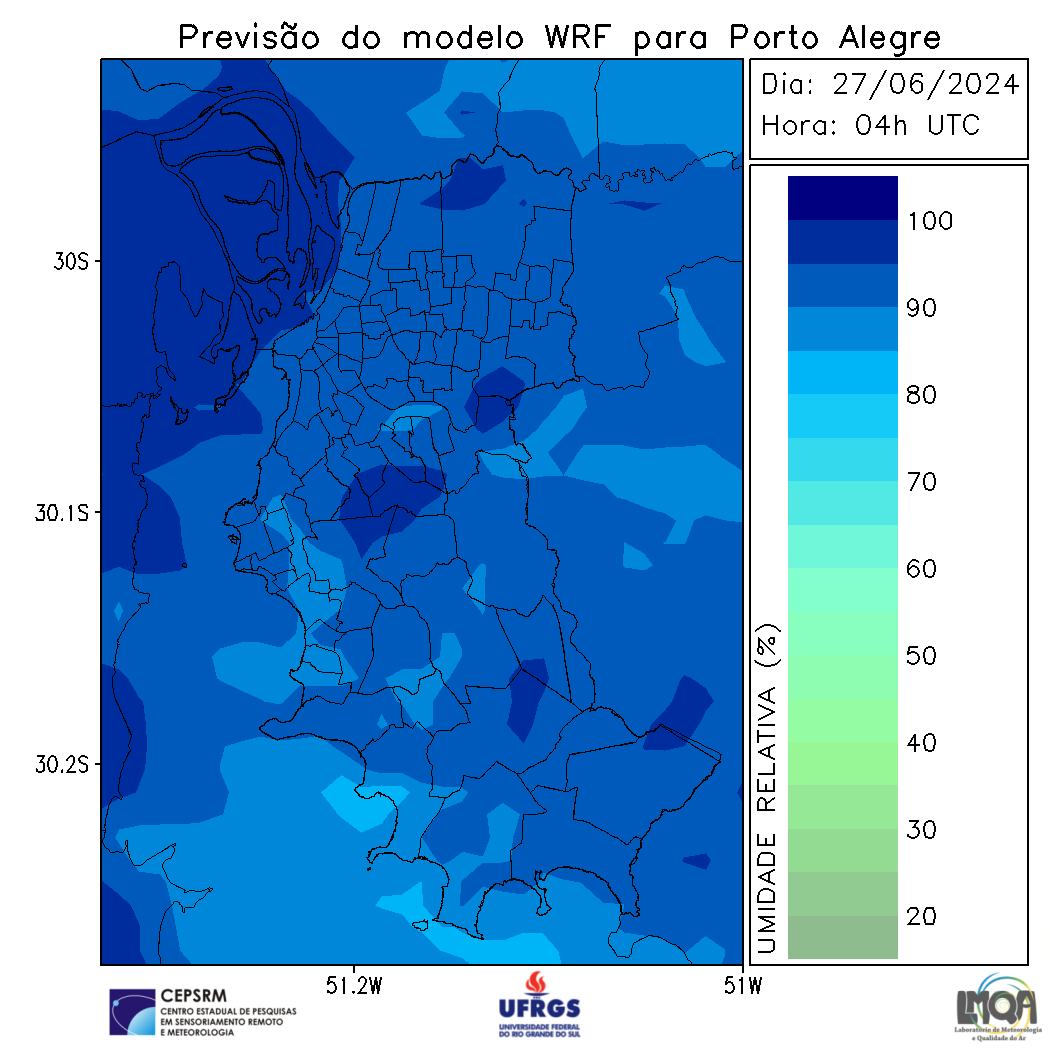 Previsão do modelo WRF para Porto Alegre
Dia: 27/06/2024
Hora: 04h UTC
100
90
80
70
60
50
40
30
20
UMIDADE RELATIVA (%)
30S
30.1S
30.2S
51.2W
51W
CEPSRM
CENTRO ESTADUAL DE PESQUISAS
EM SENSORIAMENTO REMOTO
E METEOROLOGIA
UFRGS
UNIVERSIDADE FEDERAL
DO RIO GRANDE DO SUL
LMQA
Laboratório de Meteorologia
e Qualidade do Ar